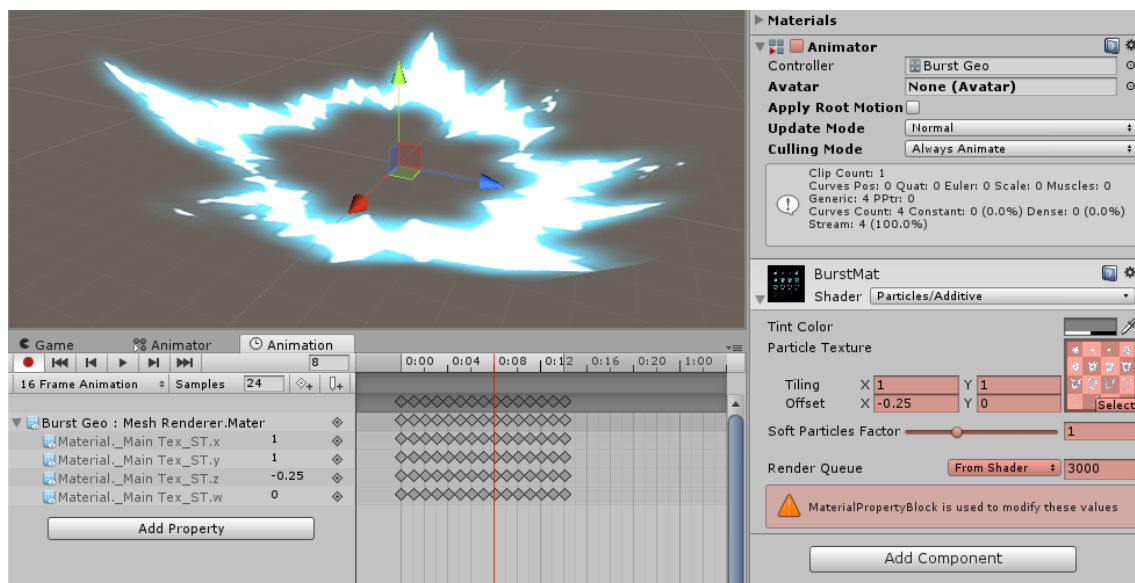 Materials
Animator
Controller Burst Geo
Avatar None (Avatar)
Apply Root Motion
Update Mode Normal
Culling Mode Always Animate
Clip Count: 1
Curves Pos: 0 Quat: 0 Euler: 0 Scale: 0 Muscles: 0
Generic: 4 PPtr: 0
Curves Count: 4 Constant: 0 (0.0%) Dense: 0 (0.0%)
Stream: 4 (100.0%)
BurstMat
Shader Particles/Additive
Tint Color
Particle Texture
Tiling X 1 Y 1
Offset X -0.25 Y 0
Select
Soft Particles Factor 1
Render Queue From Shader 3000
MaterialPropertyBlock is used to modify these values
Add Component
Game Animator Animation
8 0:00 0:04 0:08 0:12 0:16 0:20 1:00
16 Frame Animation Samples 24
Burst Geo : Mesh Renderer.Mater
Material._Main Tex_ST.x 1
Material._Main Tex_ST.y 1
Material._Main Tex_ST.z -0.25
Material._Main Tex_ST.w 0
Add Property